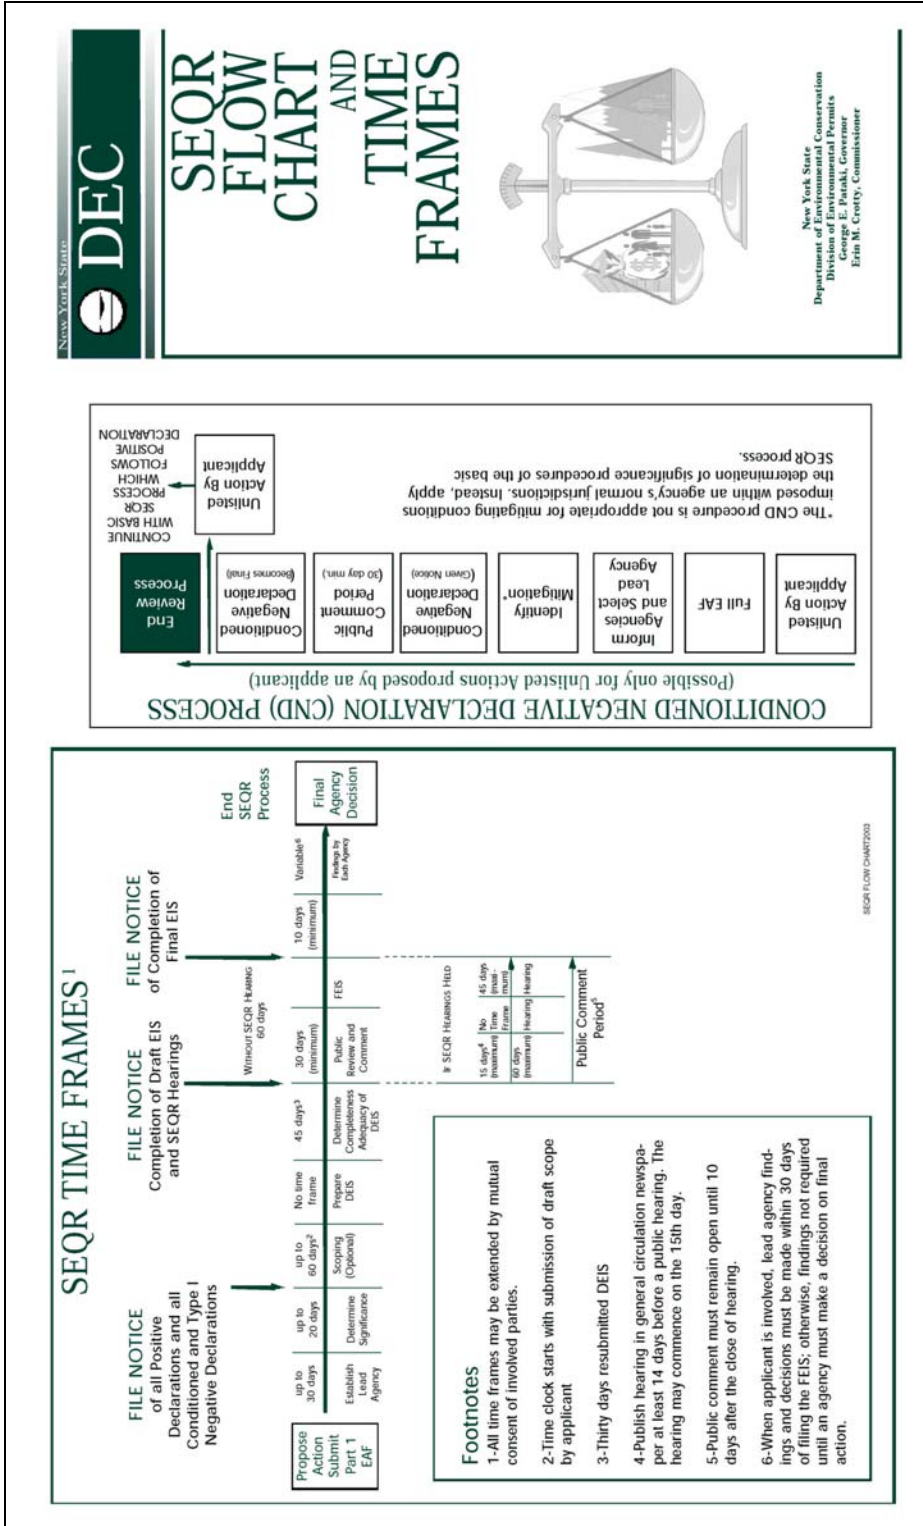 New York State
DEC
SEQR
FLOW
CHART
AND
TIME
FRAMES
New York State
Department of Environmental Conservation
Division of Environmental Permits
George E. Pataki, Governor
Erin M. Crotty, Commissioner
CONDITIONED NEGATIVE DECLARATION (CND) PROCESS
(Possible only for Unlisted Actions proposed by an applicant)
Unlisted
Action By
Applicant
Full EAF
Inform
Agencies
and Select
Lead
Agency
Identify
Mitigation*
Conditioned
Negative
Declaration
(Given Notice)
Public
Comment
Period
(30 day min.)
Conditioned
Negative
Declaration
(Becomes Final)
End
Review
Process
Unlisted
Action By
Applicant
CONTINUE
WITH BASIC
SEQR
PROCESS
WHICH
FOLLOWS
POSITIVE
DECLARATION
*The CND procedure is not appropriate for mitigating conditions
imposed within an agency's normal jurisdictions. Instead, apply
the determination of significance procedures of the basic
SEQR process.
SEQR TIME FRAMES1
FILE NOTICE
of all Positive
Declarations and all
Conditioned and Type I
Negative Declarations
FILE NOTICE
Completion of Draft EIS
and SEQR Hearings
FILE NOTICE
of Completion of
Final EIS
WITHOUT SEQR HEARING
60 days
End
SEQR
Process
Propose
Action
Submit
Part 1
EAF
up to
30 days
Establish
Lead
Agency
up to
20 days
Determine
Significance
up to
60 days2
Scoping
(Optional)
No time
frame
Prepare
DEIS
45 days3
Determine
Completeness
Adequacy of
DEIS
30 days
(minimum)
Public
Review and
Comment
FEIS
10 days
(minimum)
Variable6
Findings by
Each Agency
Final
Agency
Decision
IF SEQR HEARINGS HELD
15 days4
(maximum)
No
Time
Frame
45 days
(maxi-
mum)
60 days
(maximum)
Hearing
Hearing
Hearing
Public Comment
Period5
Footnotes
1-All time frames may be extended by mutual
consent of involved parties.
2-Time clock starts with submission of draft scope
by applicant
3-Thirty days resubmitted DEIS
4-Publish hearing in general circulation newspa-
per at least 14 days before a public hearing. The
hearing may commence on the 15th day.
5-Public comment must remain open until 10
days after the close of hearing.
6-When applicant is involved, lead agency find-
ings and decisions must be made within 30 days
of filing the FEIS; otherwise, findings not required
until an agency must make a decision on final
action.
SEQR FLOW CHART2003